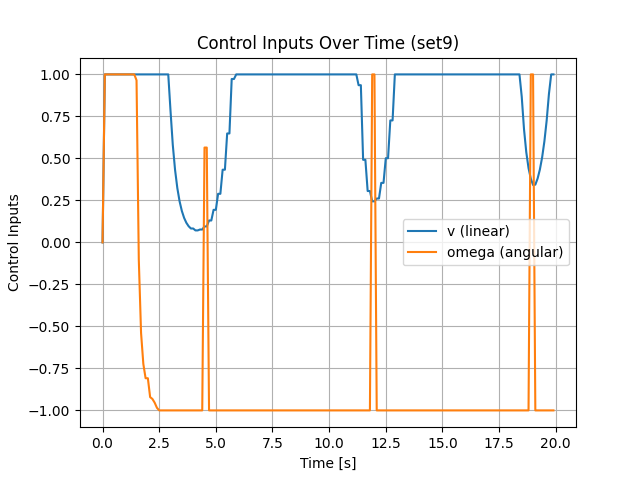 Control Inputs Over Time (set9)
Control Inputs
1.00
0.75
0.50
0.25
0.00
−0.25
−0.50
−0.75
−1.00
v (linear)
omega (angular)
0.0 2.5 5.0 7.5 10.0 12.5 15.0 17.5 20.0
Time [s]